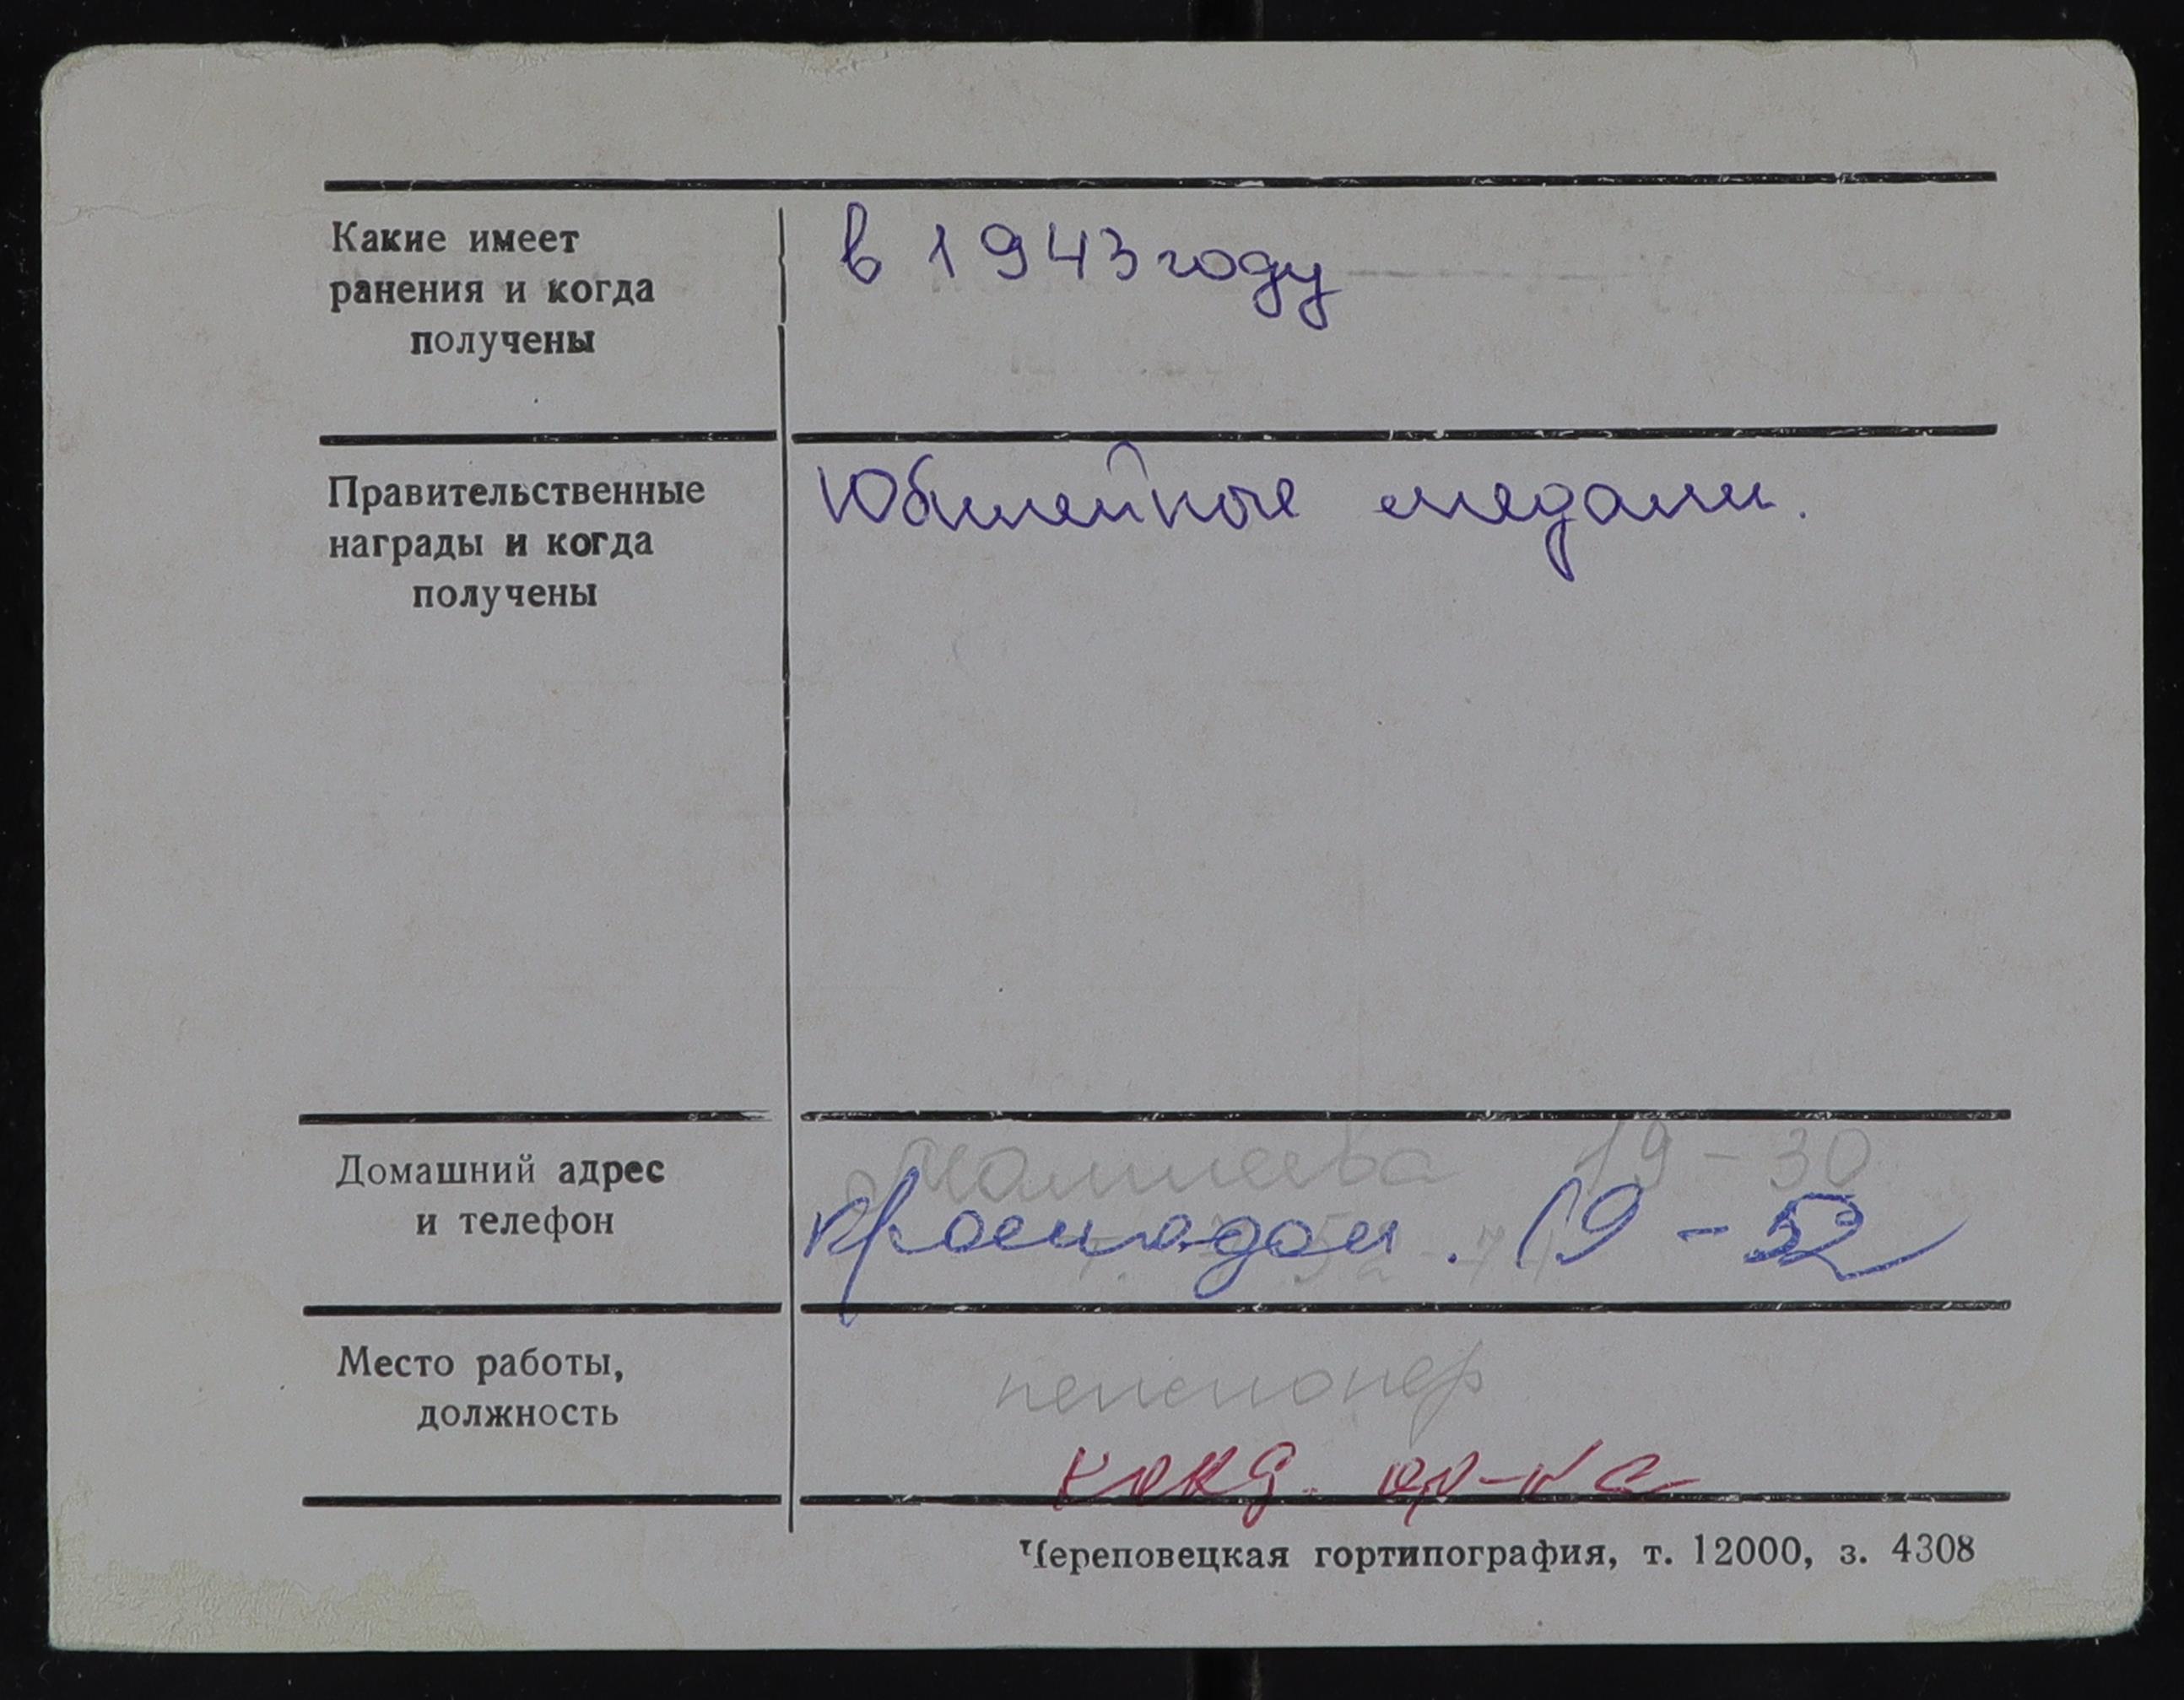 Какие имеет
ранения и когда
получены
в 1943 году
Правительственные
награды и когда
получены
Юбилейные медали.
Домашний адрес
и телефон
19-30
Краснодон. 19-52
Место работы,
должность
пенсионер
Череповецкая гортипография, т. 12000, з. 4308